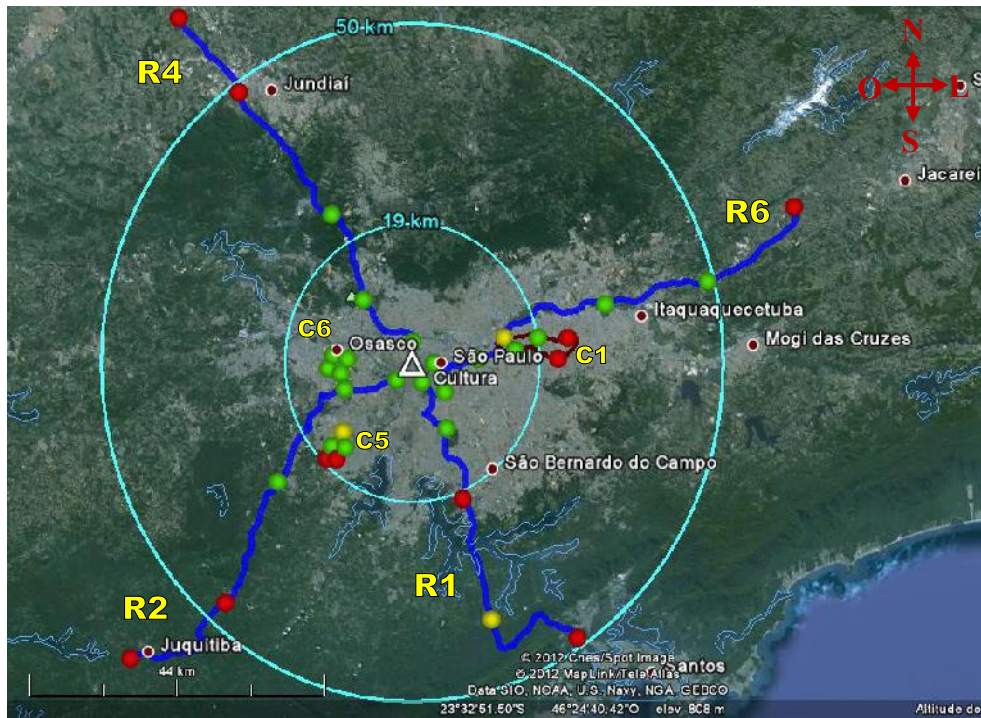 50 km
N
R4
Jundiaí
O
L
S
S
Jacareí
R6
19 km
Itaquaquecetuba
C6
Osasco
São Paulo
C1
Mogi das Cruzes
Cultura
C5
São Bernardo do Campo
R1
R2
Juquitiba
44 km
© 2012 Cnes/Spot Image
© 2012 MapLink/Tele Atlas
Santos
Data SIO, NOAA, U.S. Navy, NGA, GEBCO
23°32'51.60"S 46°24'40.42"O elev 808 m
Altitude do